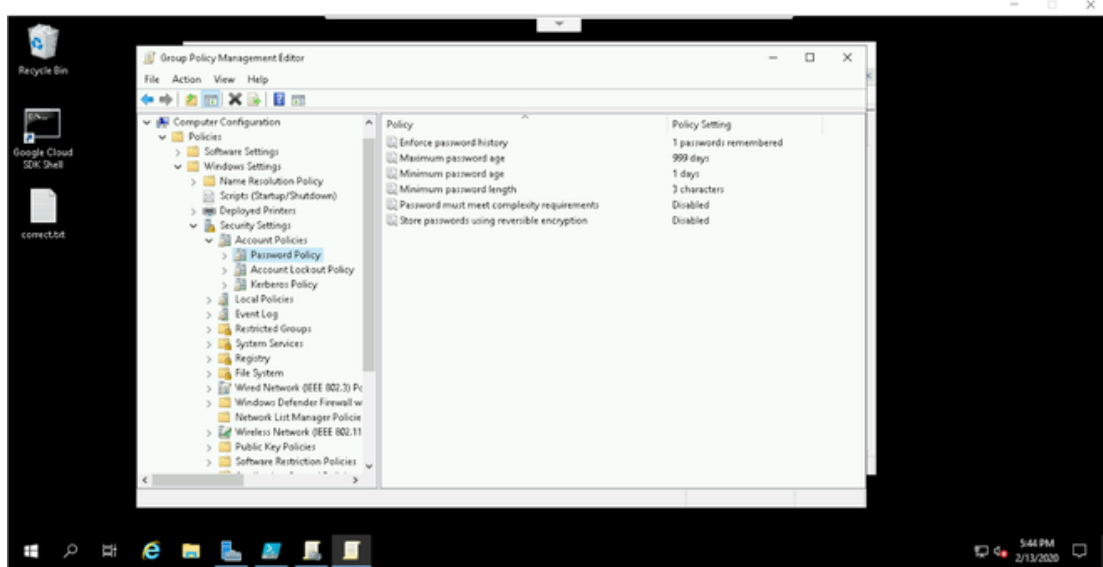 Recycle Bin
Google Cloud
SDK Shell
correct.txt
Group Policy Management Editor
File Action View Help
Computer Configuration
Policies
Software Settings
Windows Settings
Name Resolution Policy
Scripts (Startup/Shutdown)
Deployed Printers
Security Settings
Account Policies
Password Policy
Account Lockout Policy
Kerberos Policy
Local Policies
Event Log
Restricted Groups
System Services
Registry
File System
Wired Network (IEEE 802.3) Pc
Windows Defender Firewall w
Network List Manager Policie
Wireless Network (IEEE 802.11
Public Key Policies
Software Restriction Policies
Policy Policy Setting
Enforce password history 1 passwords remembered
Maximum password age 999 days
Minimum password age 1 days
Minimum password length 3 characters
Password must meet complexity requirements Disabled
Store passwords using reversible encryption Disabled
5:44 PM
2/13/2020